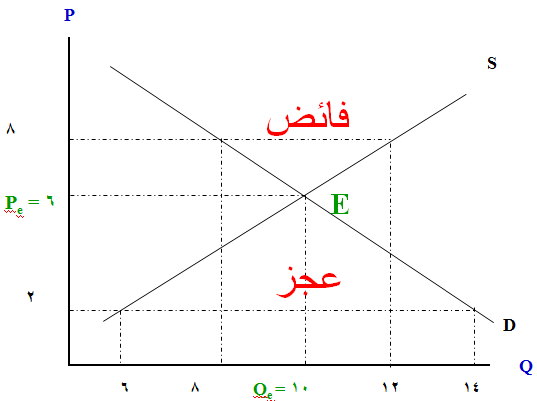 P
S
فائض
٨
Pe = ٦
E
عجز
٢
D
Q
٦ ٨ Qe = ١٠ ١٢ ١٤